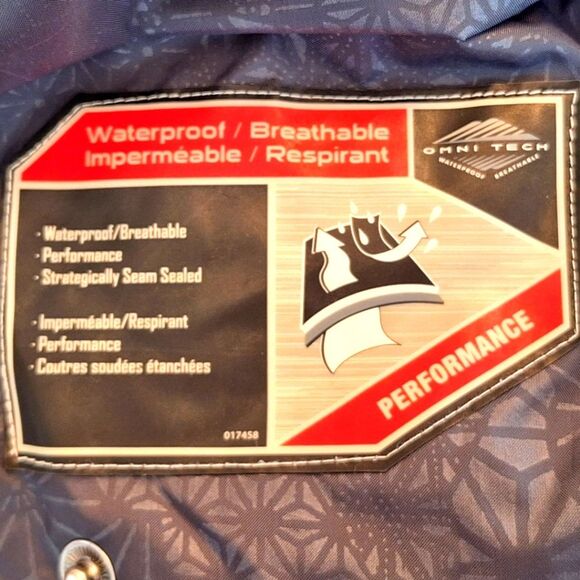 Waterproof / Breathable
Imperméable / Respirant
OMNI TECH
WATERPROOF BREATHABLE
· Waterproof/Breathable
· Performance
· Strategically Seam Sealed
· Imperméable/Respirant
· Performance
· Coutres soudées étanchées
017458
PERFORMANCE